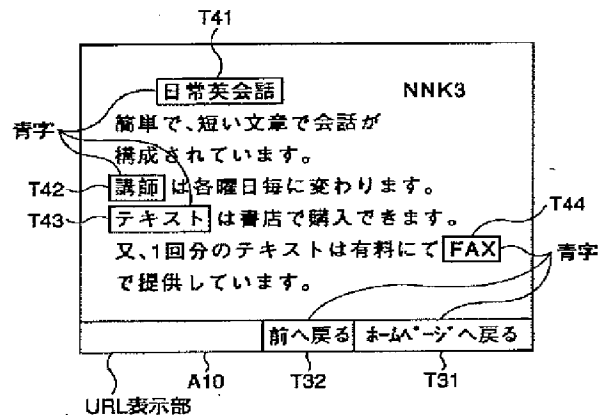 T41
日常英会話 NNK3
青字
簡単で、短い文章で会話が
構成されています。
T42 講師 は各曜日毎に変わります。
T43 テキスト は書店で購入できます。
T44
又、1回分のテキストは有料にて FAX 青字
で提供しています。
前へ戻る ホームページへ戻る
A10 T32 T31
URL表示部